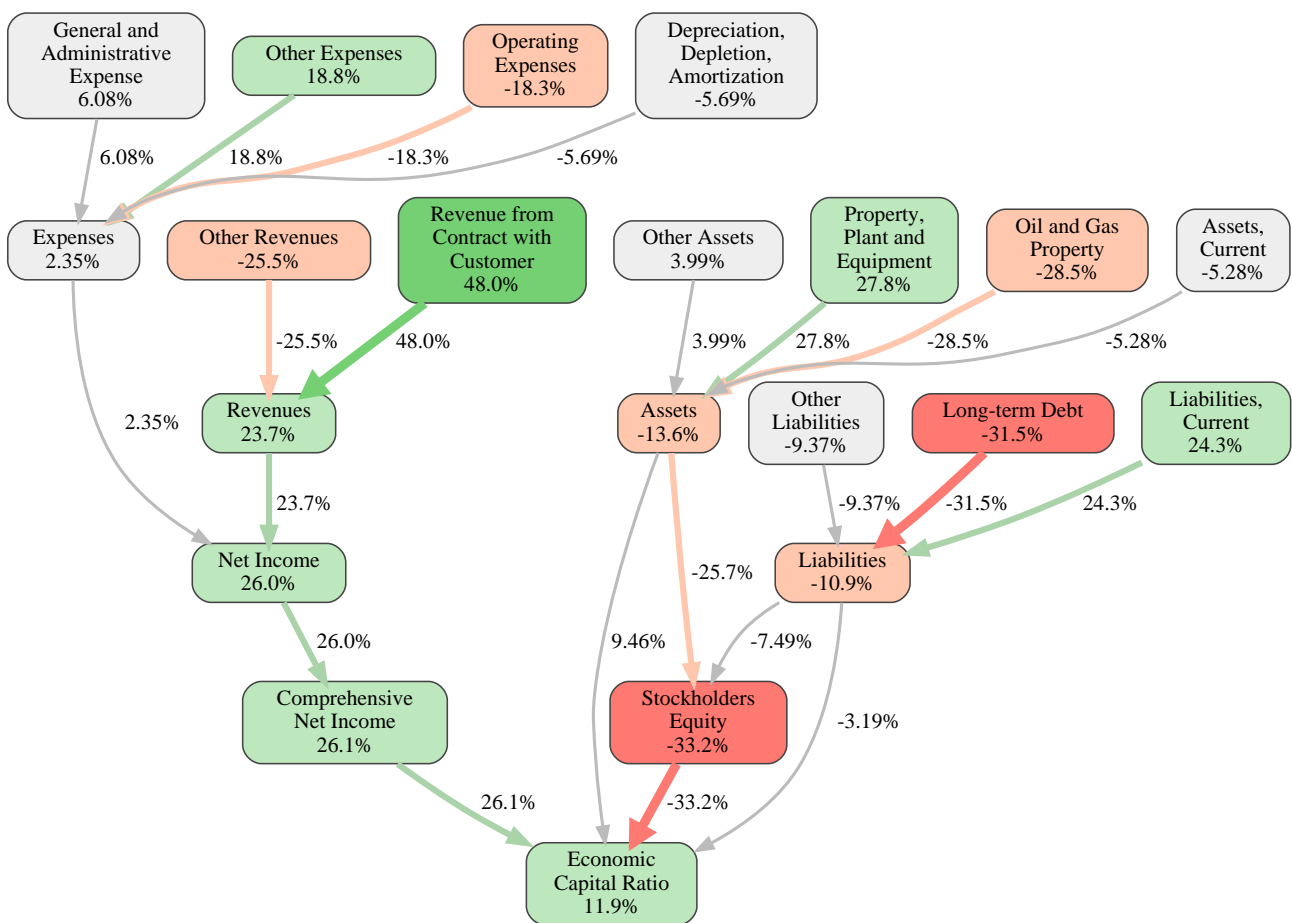 General and
Administrative
Expense
6.08%
Other Expenses
18.8%
Operating
Expenses
-18.3%
Depreciation,
Depletion,
Amortization
-5.69%
6.08%
18.8%
-18.3%
-5.69%
Expenses
2.35%
Other Revenues
-25.5%
Revenue from
Contract with
Customer
48.0%
Other Assets
3.99%
Property,
Plant and
Equipment
27.8%
Oil and Gas
Property
-28.5%
Assets,
Current
-5.28%
-25.5%
48.0%
3.99%
27.8%
-28.5%
-5.28%
2.35%
Revenues
23.7%
Assets
-13.6%
Other
Liabilities
-9.37%
Long-term Debt
-31.5%
Liabilities,
Current
24.3%
23.7%
-9.37%
-31.5%
24.3%
Net Income
26.0%
-25.7%
Liabilities
-10.9%
26.0%
9.46%
-7.49%
Comprehensive
Net Income
26.1%
Stockholders
Equity
-33.2%
-3.19%
26.1%
-33.2%
Economic
Capital Ratio
11.9%